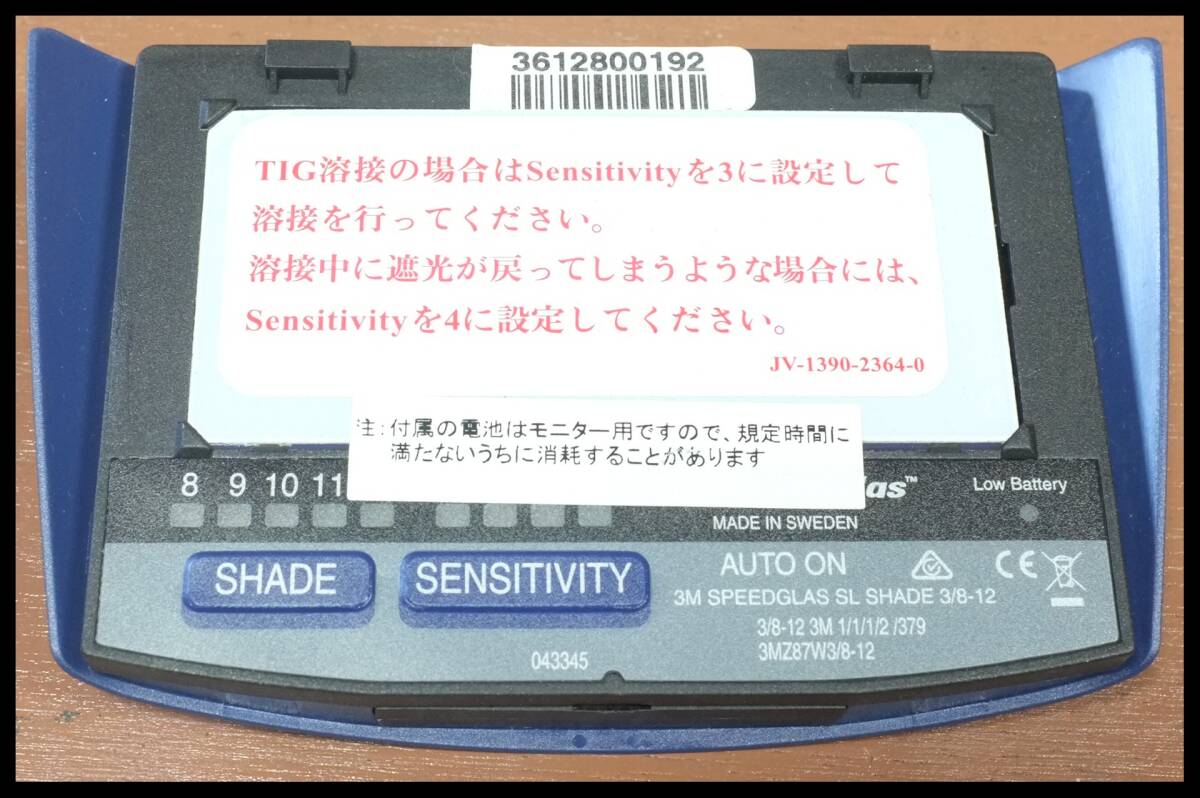 3612800192
TIG溶接の場合はSensitivityを3に設定して
溶接を行ってください。
溶接中に遮光が戻ってしまうような場合には、
Sensitivityを4に設定してください。
JV-1390-2364-0
注:付属の電池はモニター用ですので、規定時間に
満たないうちに消耗することがあります
8 9 10 11
las™
Low Battery
MADE IN SWEDEN
SHADE
SENSITIVITY
AUTO ON
CE
3M SPEEDGLAS SL SHADE 3/8-12
3/8-12 3M 1/1/1/2 /379
3MZ87W3/8-12
043345